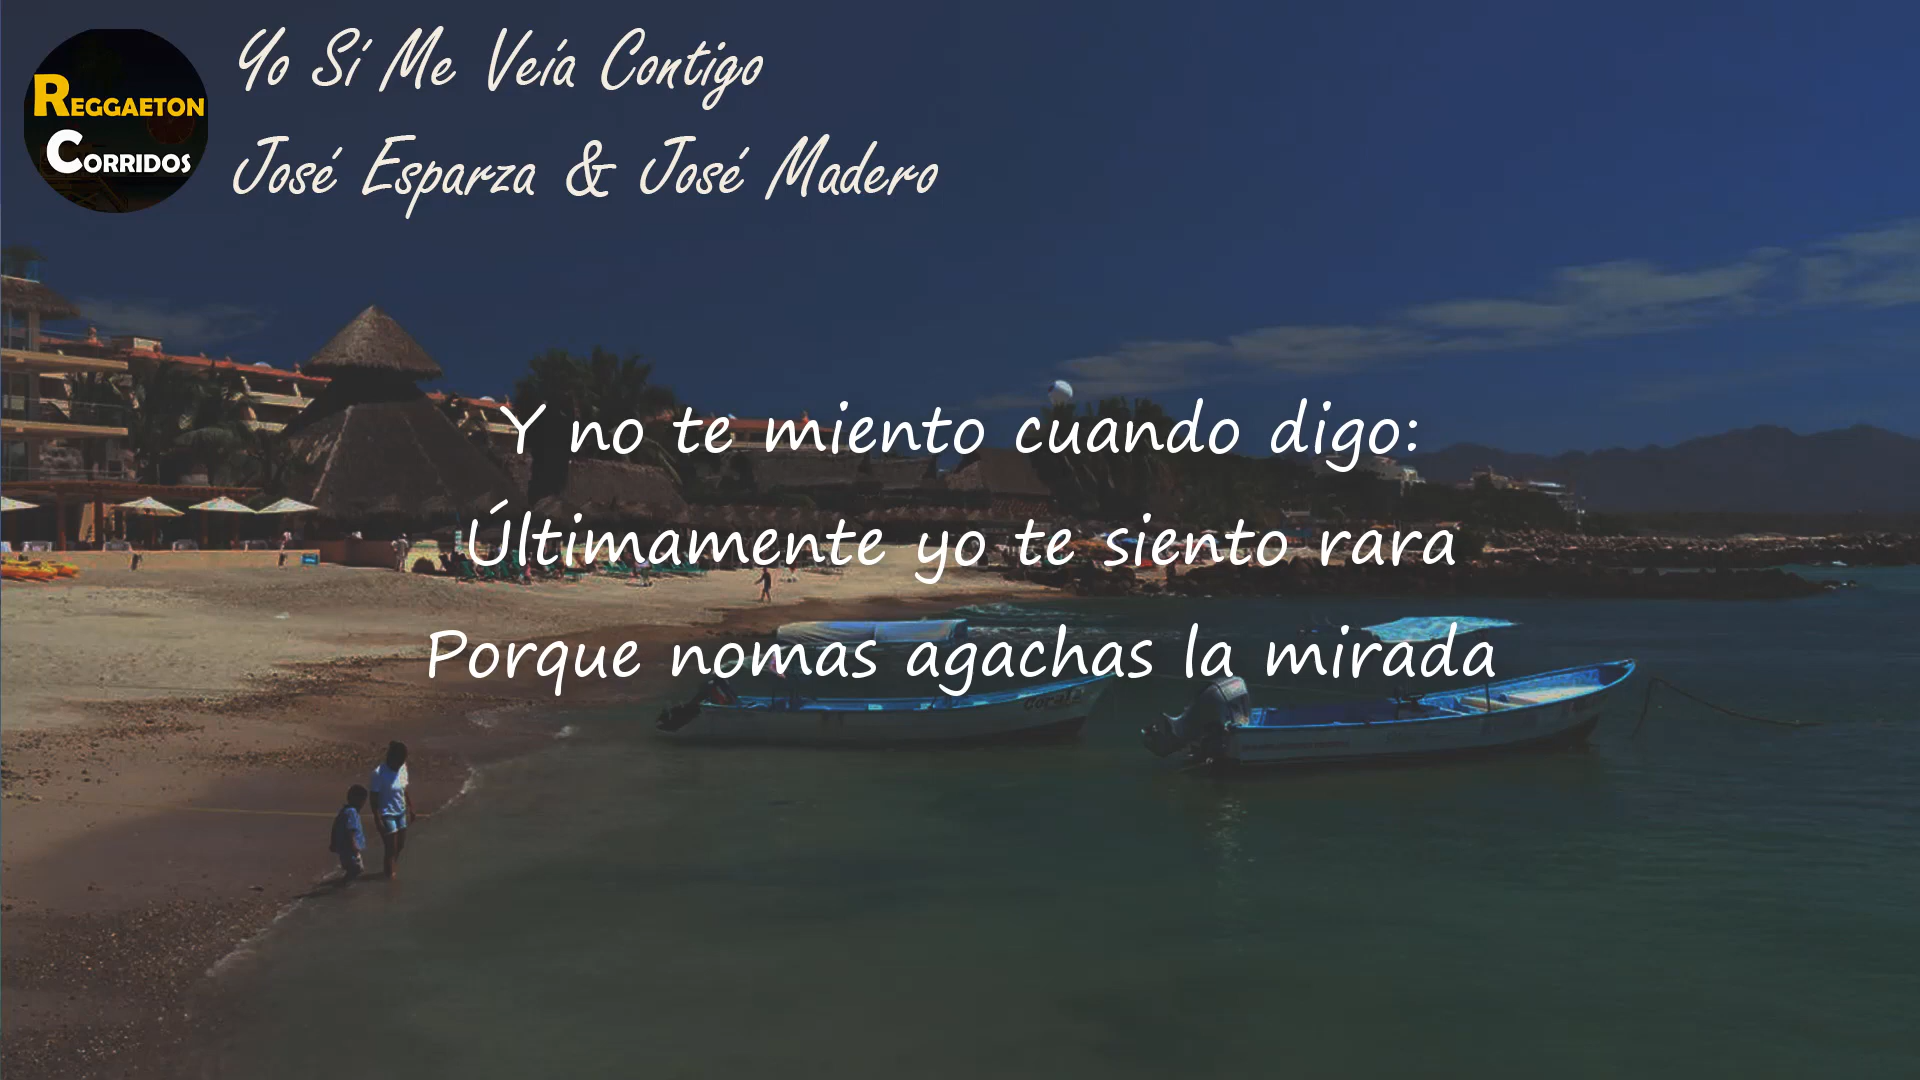 Yo Sí Me Veía Contigo
José Esparza & José Madero
REGGAETON
CORRIDOS
Y no te miento cuando digo:
Últimamente yo te siento rara
Porque nomas agachas la mirada